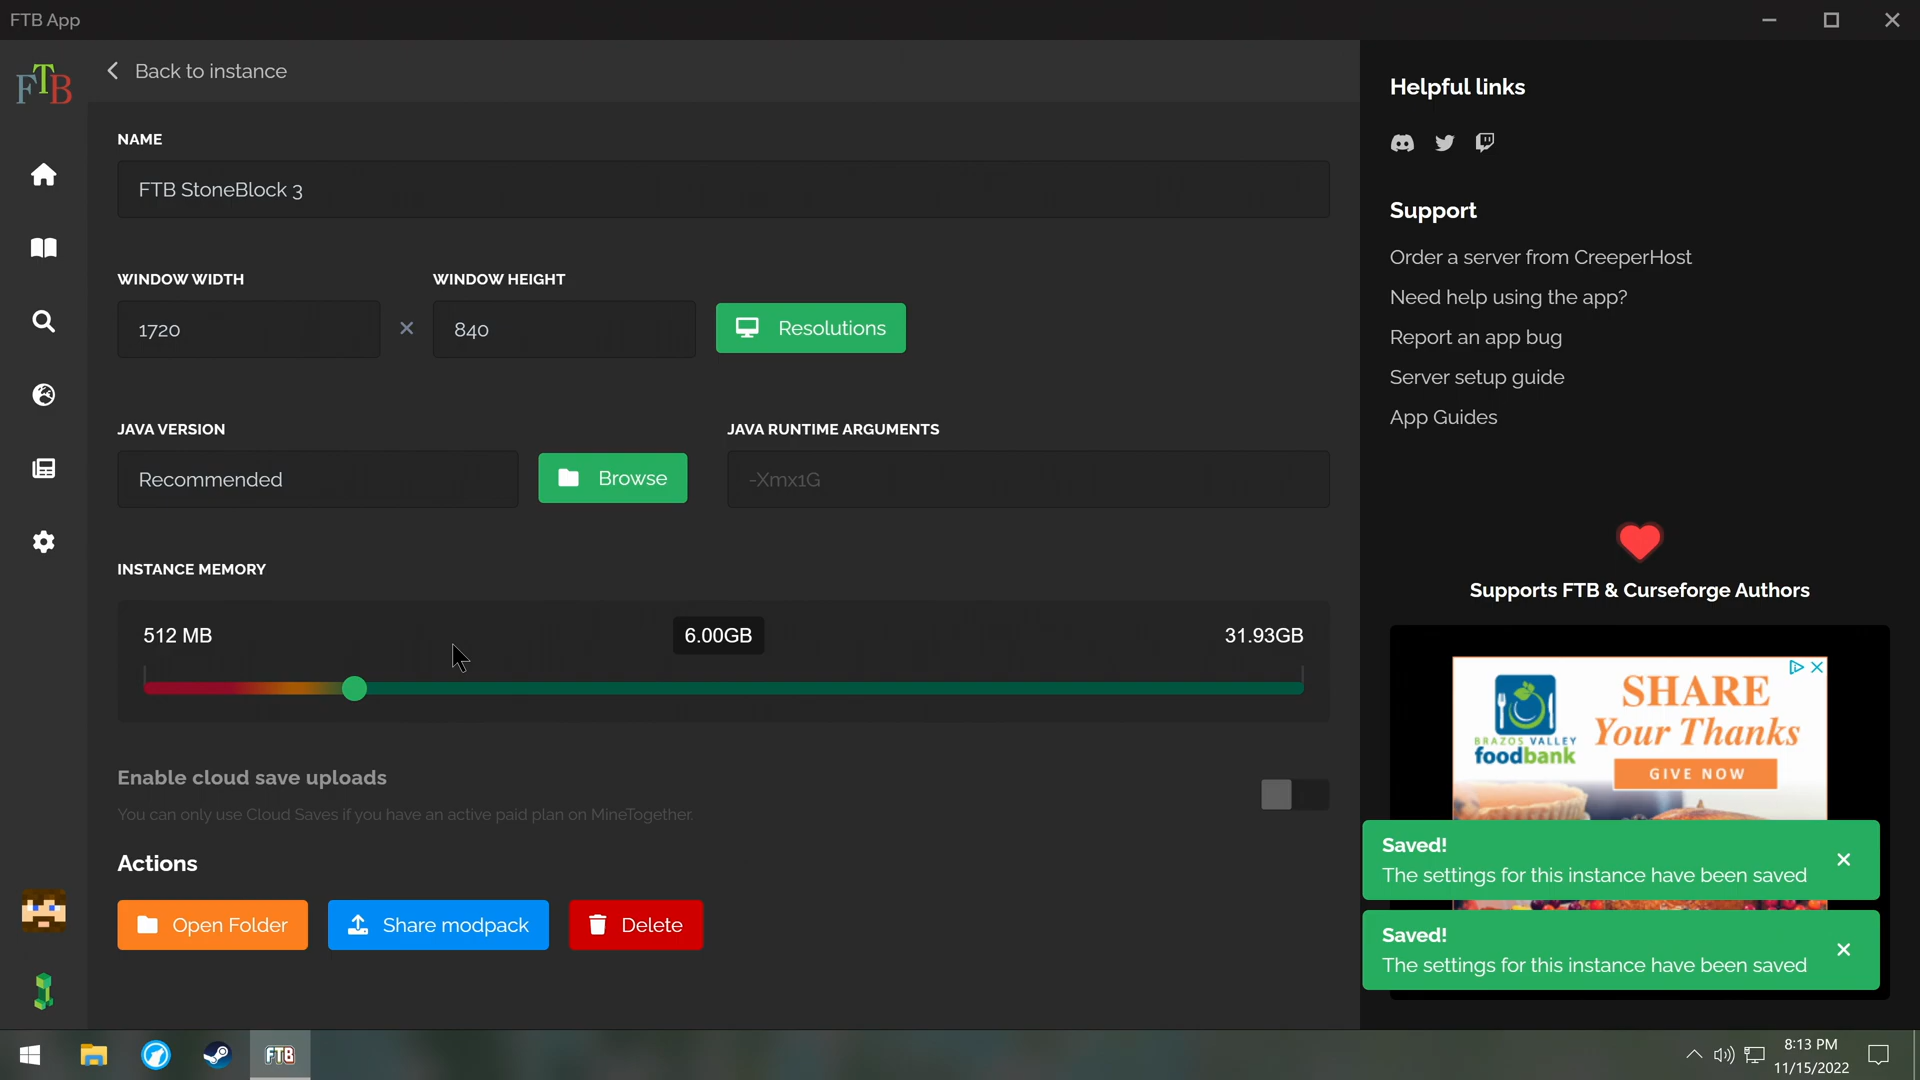 FTB App
FTB
Back to instance
NAME
FTB StoneBlock 3
WINDOW WIDTH
WINDOW HEIGHT
1720
×
840
Resolutions
JAVA VERSION
JAVA RUNTIME ARGUMENTS
Recommended
Browse
-Xmx1G
INSTANCE MEMORY
512 MB
6.00GB
31.93GB
Enable cloud save uploads
You can only use Cloud Saves if you have an active paid plan on MineTogether.
Actions
Open Folder
Share modpack
Delete
Helpful links
Support
Order a server from CreeperHost
Need help using the app?
Report an app bug
Server setup guide
App Guides
Supports FTB & Curseforge Authors
SHARE
Your Thanks
BRAZOS VALLEY
foodbank
GIVE NOW
Saved!
The settings for this instance have been saved
Saved!
The settings for this instance have been saved
FTB
8:13 PM
11/15/2022